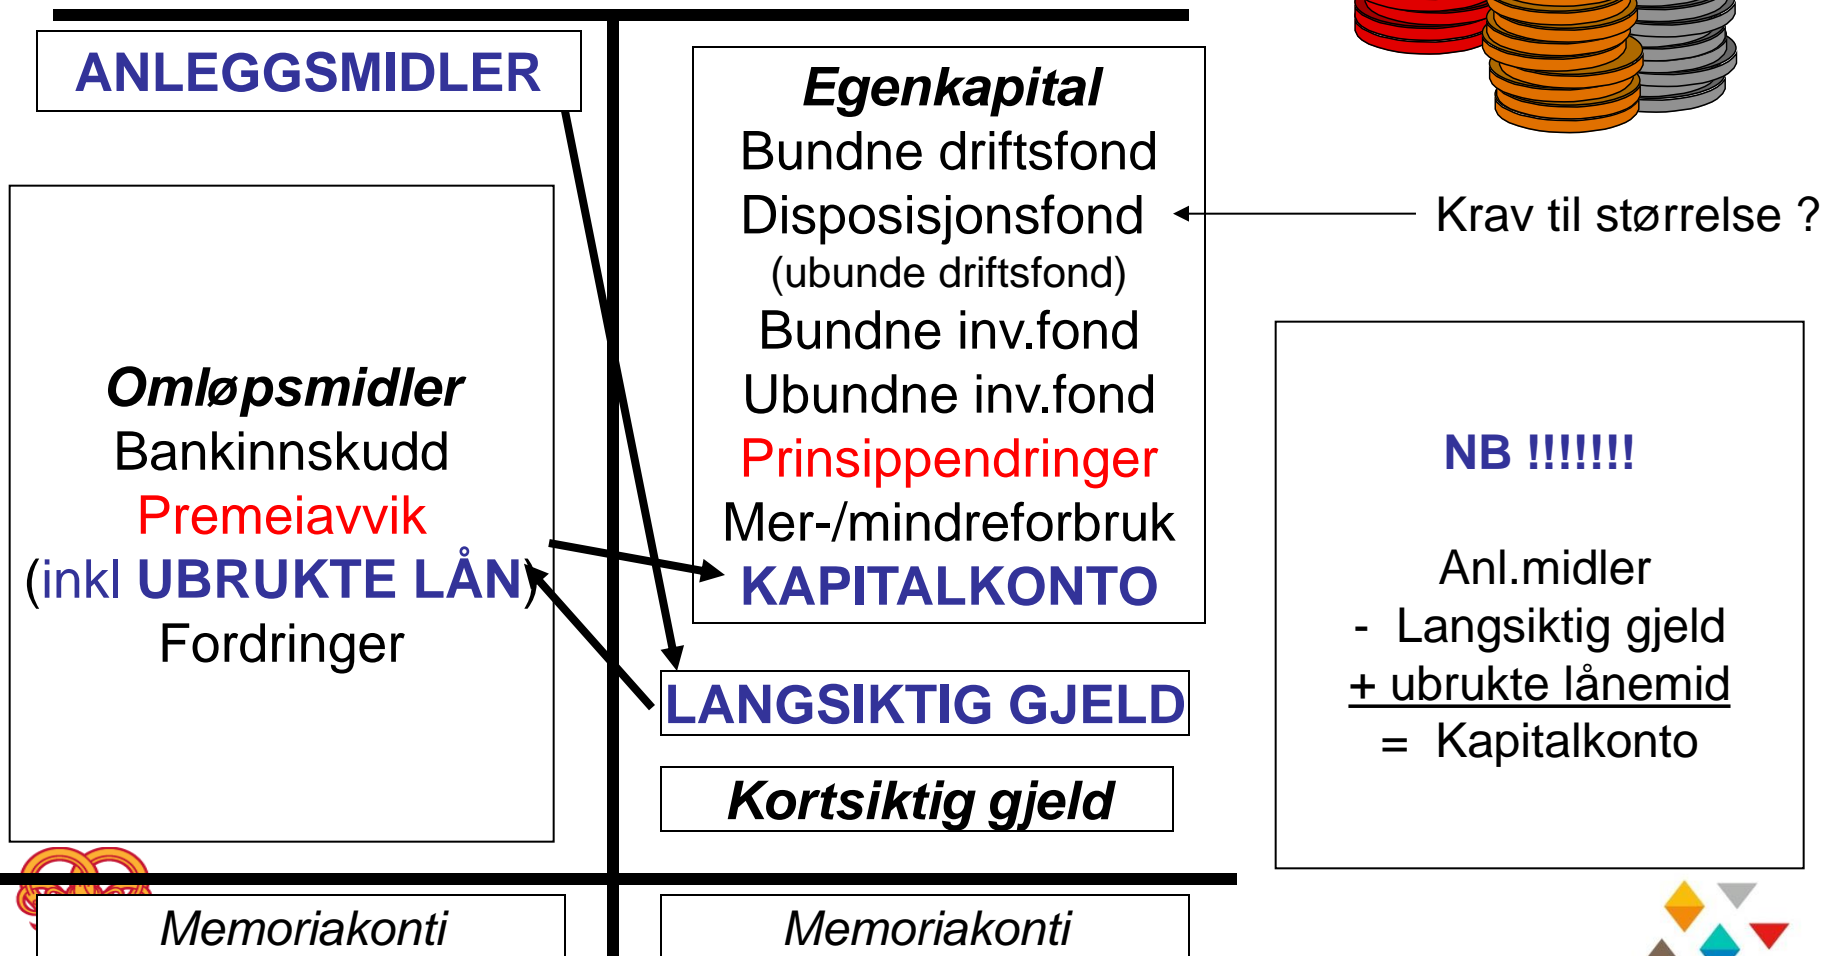 ANLEGGSMIDLER
Omløpsmidler
Bankinnskudd
Premeiavvik
(inkl UBRUKTE LÅN)
Fordringer
Egenkapital
Bundne driftsfond
Disposisjonsfond
(ubunde driftsfond)
Bundne inv.fond
Ubundne inv.fond
Prinsippendringer
Mer-/mindreforbruk
KAPITALKONTO
LANGSIKTIG GJELD
Kortsiktig gjeld
Krav til størrelse ?
NB !!!!!!!
Anl.midler
- Langsiktig gjeld
+ ubrukte lånemid
= Kapitalkonto
Memoriakonti
Memoriakonti